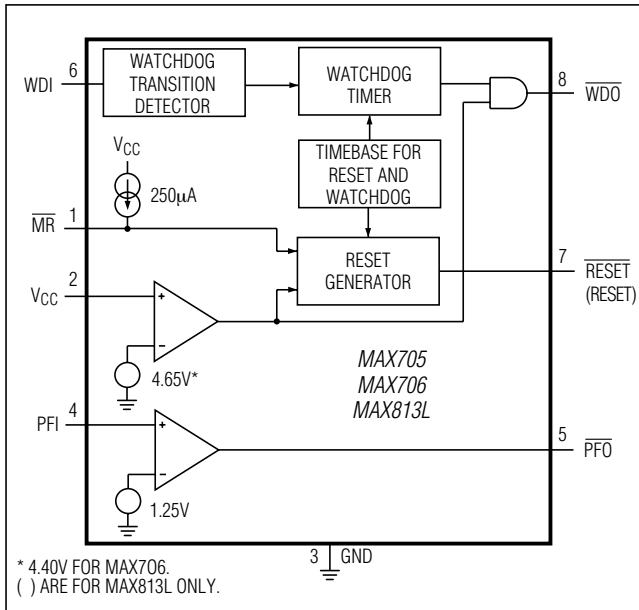 WDI
6
WATCHDOG
TRANSITION
DETECTOR
WATCHDOG
TIMER
8
WDO
VCC
250µA
TIMEBASE FOR
RESET AND
WATCHDOG
MR
1
RESET
GENERATOR
7
RESET
(RESET)
VCC
2
+
−
4.65V*
MAX705
MAX706
MAX813L
PFI
4
+
−
1.25V
5
PFO
3
GND
* 4.40V FOR MAX706.
( ) ARE FOR MAX813L ONLY.